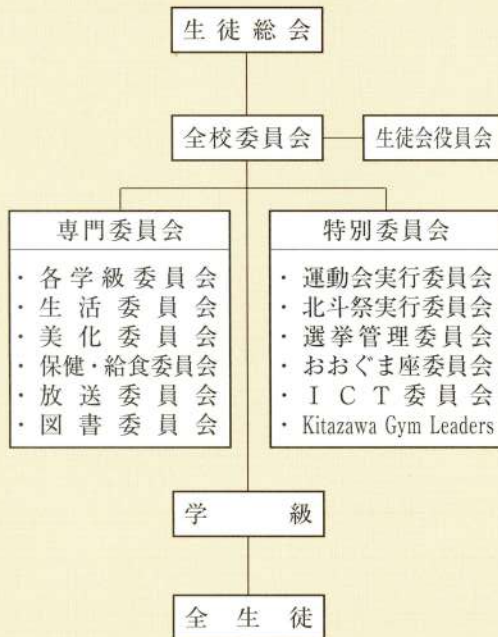 生徒総会
全校委員会
生徒会役員会
専門委員会
・各学級委員会
・生活委員会
・美化委員会
・保健・給食委員会
・放送委員会
・図書委員会
特別委員会
・運動会実行委員会
・北斗祭実行委員会
・選挙管理委員会
・おおぐま座委員会
・ICT委員会
・Kitazawa Gym Leaders
学級
全生徒